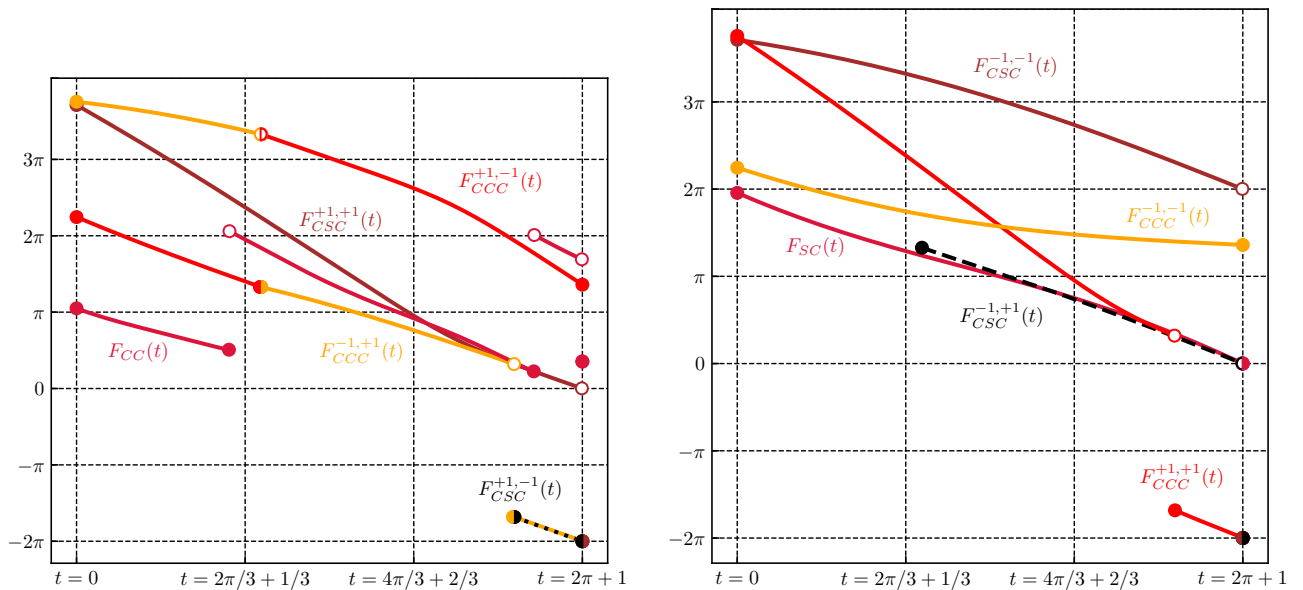 3π
2π
π
0
−π
−2π
t = 0
t = 2π/3 + 1/3
t = 4π/3 + 2/3
t = 2π + 1
F_{CCC}^{+1,−1}(t)
F_{CSC}^{+1,+1}(t)
F_{CC}(t)
F_{CCC}^{−1,+1}(t)
F_{CSC}^{+1,−1}(t)
3π
2π
π
0
−π
−2π
t = 0
t = 2π/3 + 1/3
t = 4π/3 + 2/3
t = 2π + 1
F_{CSC}^{−1,−1}(t)
F_{CCC}^{−1,−1}(t)
F_{SC}(t)
F_{CSC}^{−1,+1}(t)
F_{CCC}^{+1,+1}(t)